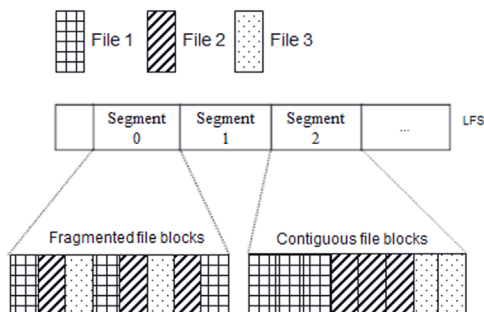 File 1 File 2 File 3
Segment 0 Segment 1 Segment 2 ... LFS
Fragmented file blocks Contiguous file blocks